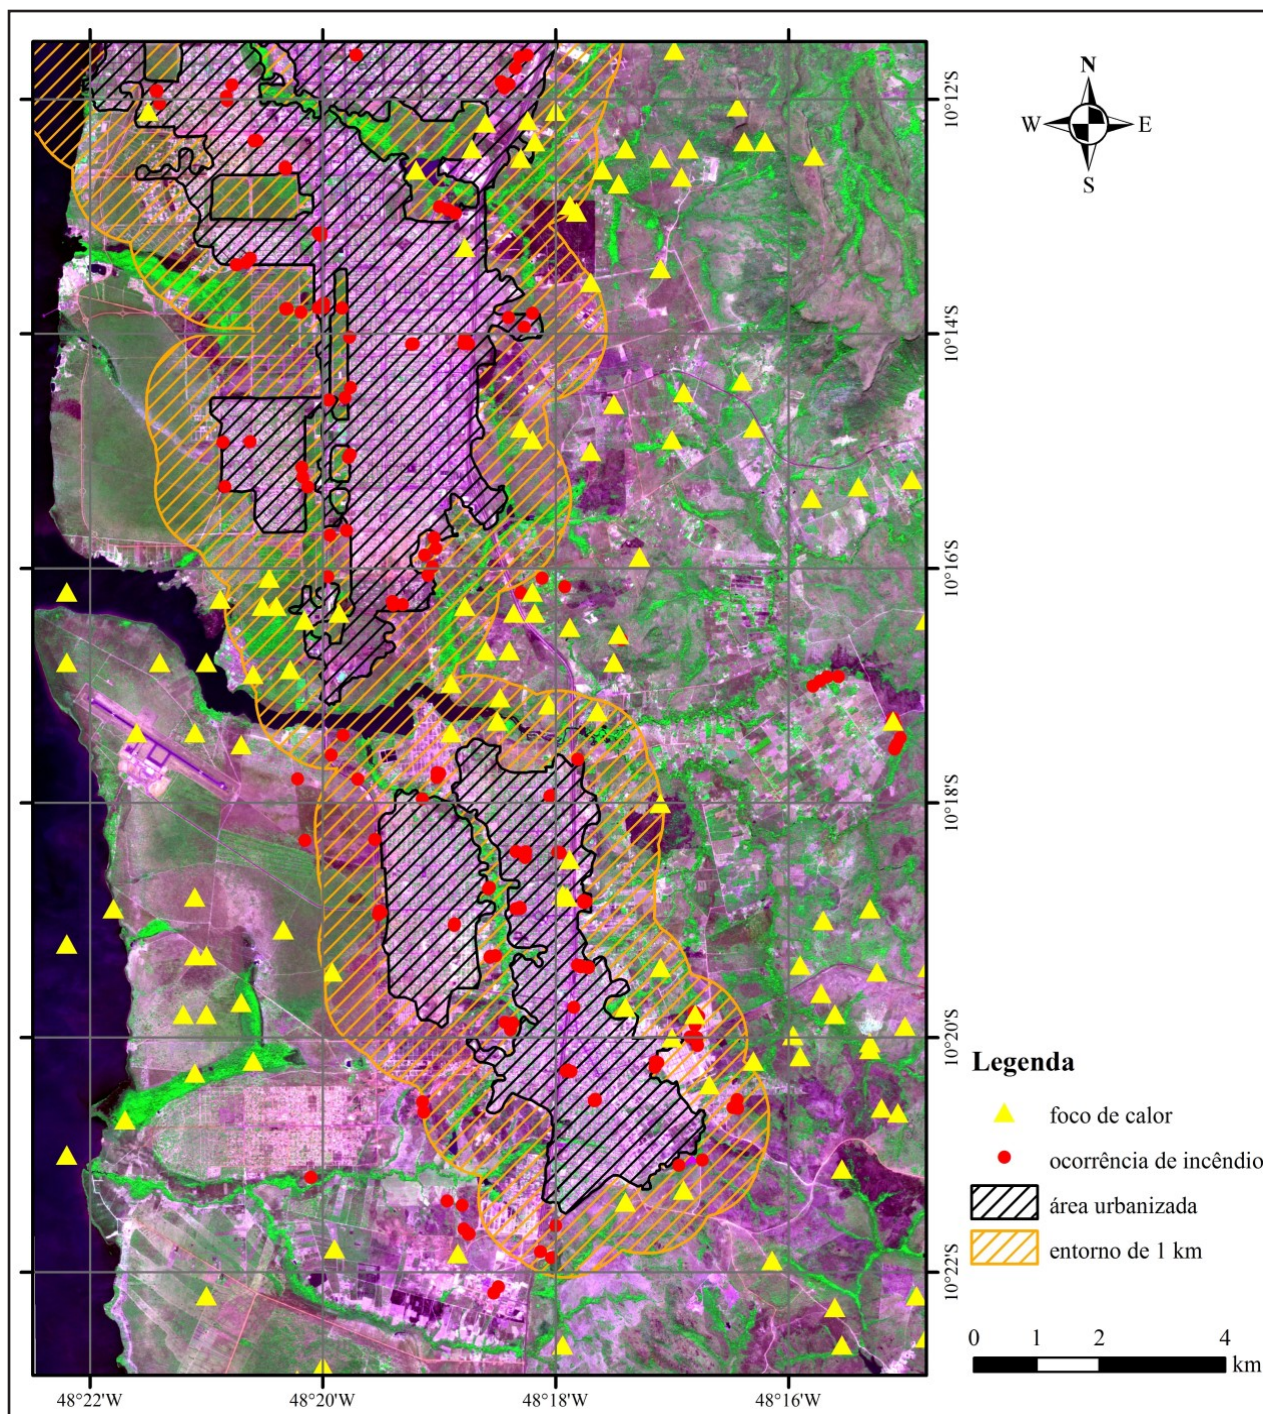 N
W E
S
10°12'S
10°14'S
10°16'S
10°18'S
10°20'S
10°22'S
Legenda
foco de calor
ocorrência de incêndio
área urbanizada
entorno de 1 km
0 1 2 4
km
48°22'W 48°20'W 48°18'W 48°16'W